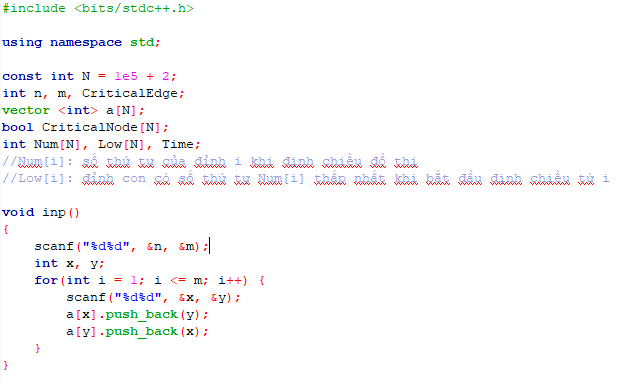 #include <bits/stdc++.h>
using namespace std;
const int N = 1e5 + 2;
int n, m, CriticalEdge;
vector <int> a[N];
bool CriticalNode[N];
int Num[N], Low[N], Time;
//Num[i]: số thứ tự của đỉnh i khi định chiều đồ thị
//Low[i]: đỉnh con có số thứ tự Num[i] thấp nhất khi bắt đầu định chiều từ i
void inp()
{
scanf("%d%d", &n, &m);
int x, y;
for(int i = 1; i <= m; i++) {
scanf("%d%d", &x, &y);
a[x].push_back(y);
a[y].push_back(x);
}
}